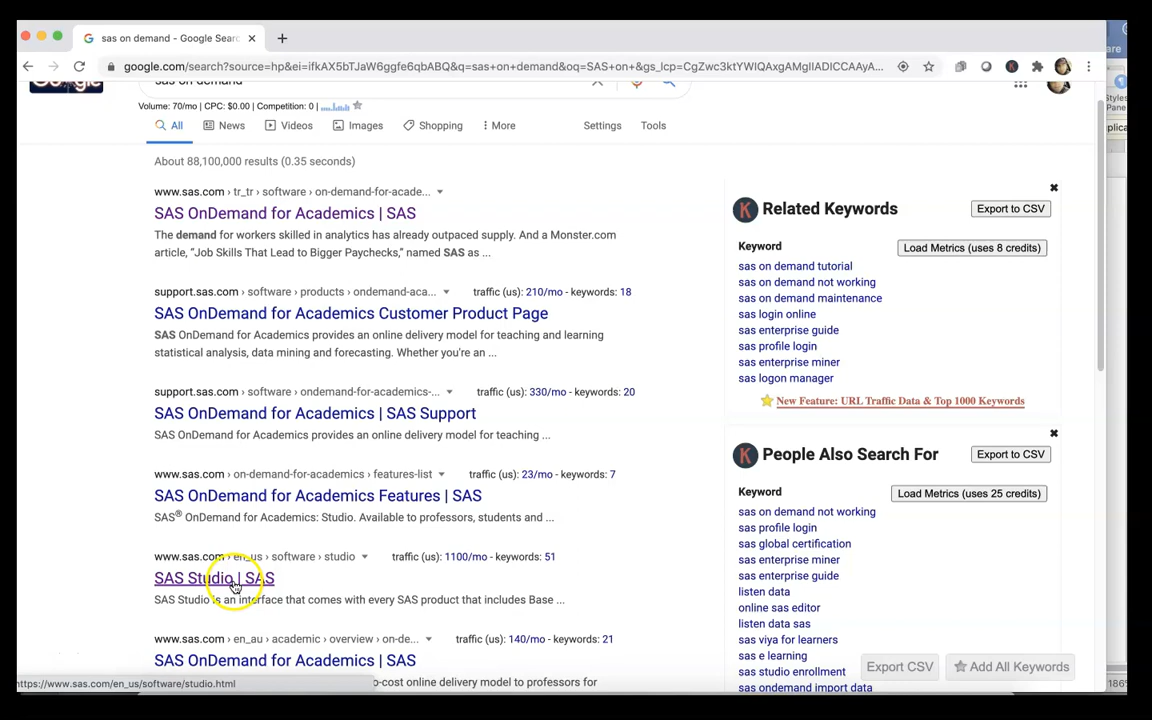 sas on demand - Google Searc
google.com/search?source=hp&ei=ifkAX5bTJaW6ggfe6qbABQ&q=sas+on+demand&oq=SAS+on+&gs_lcp=CgZwc3ktYWIQAxgAMgIIADICCAAyA...
sas on demand
Volume: 70/mo | CPC: $0.00 | Competition: 0 |
All News Images Videos Shopping More Settings Tools
About 88,100,000 results (0.35 seconds)
www.sas.com › tr_tr › software › on-demand-for-acade...
SAS OnDemand for Academics | SAS
The demand for workers skilled in analytics has already outpaced supply. And a Monster.com
article, “Job Skills That Lead to Bigger Paychecks,” named SAS as ...
support.sas.com › software › products › ondemand-aca... traffic (us): 210/mo - keywords: 18
SAS OnDemand for Academics Customer Product Page
SAS OnDemand for Academics provides an online delivery model for teaching and learning
statistical analysis, data mining and forecasting. Whether you're an ...
support.sas.com › software › ondemand-for-academics-... traffic (us): 330/mo - keywords: 20
SAS OnDemand for Academics | SAS Support
SAS OnDemand for Academics provides an online delivery model for teaching ...
www.sas.com › on-demand-for-academics › features-list traffic (us): 23/mo - keywords: 7
SAS OnDemand for Academics Features | SAS
SAS® OnDemand for Academics: Studio. Available to professors, students and ...
www.sas.com › en_us › software › studio traffic (us): 1100/mo - keywords: 51
SAS Studio | SAS
SAS Studio is an interface that comes with every SAS product that includes Base ...
www.sas.com › en_au › academic › overview › on-de... traffic (us): 140/mo - keywords: 21
SAS OnDemand for Academics | SAS
o-cost online delivery model to professors for
https://www.sas.com/en_us/software/studio.html
K Related Keywords Export to CSV
Keyword Load Metrics (uses 8 credits)
sas on demand tutorial
sas on demand not working
sas on demand maintenance
sas login online
sas enterprise guide
sas profile login
sas enterprise miner
sas logon manager
New Feature: URL Traffic Data & Top 1000 Keywords
K People Also Search For Export to CSV
Keyword Load Metrics (uses 25 credits)
sas on demand not working
sas profile login
sas global certification
sas enterprise miner
sas enterprise guide
listen data
online sas editor
listen data sas
sas viya for learners
sas e learning
sas studio enrollment
sas ondemand import data
Export CSV Add All Keywords
are
Styles
Pane
plica
186%